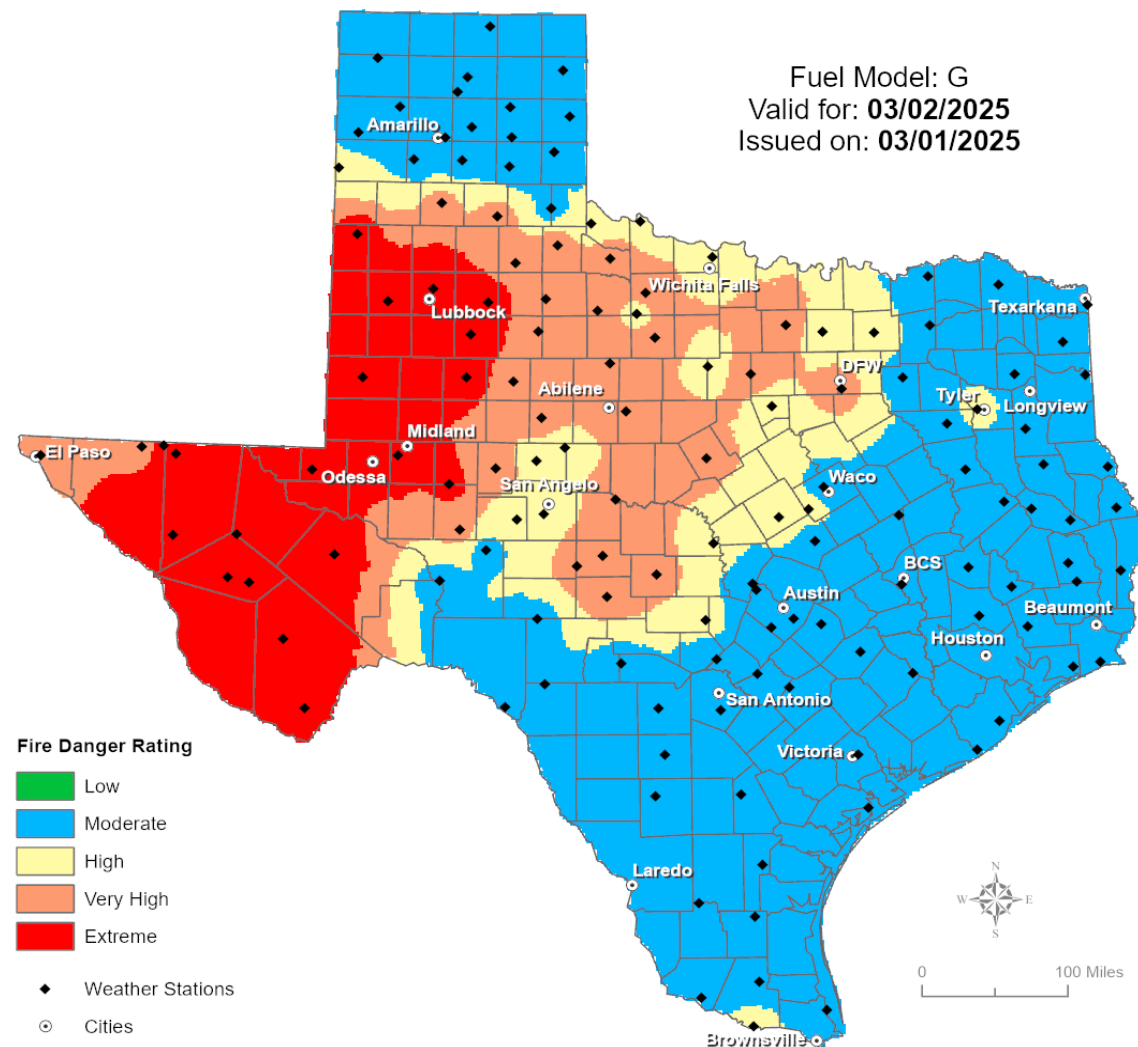 Fuel Model: G
Valid for: 03/02/2025
Issued on: 03/01/2025
Amarillo
Wichita Falls
Lubbock
Texarkana
DFW
Abilene
Tyler
Longview
Midland
El Paso
Odessa
San Angelo
Waco
BCS
Austin
Beaumont
Houston
San Antonio
Victoria
Laredo
Brownsville
Fire Danger Rating
Low
Moderate
High
Very High
Extreme
Weather Stations
Cities
N
W E
S
0 100 Miles